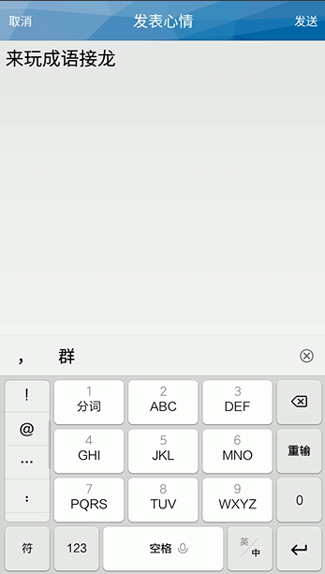 取消 发表心情 发送
来玩成语接龙
， 群
! 1 2 3
分词 ABC DEF
@ 4 5 6 重输
... GHI JKL MNO
: 7 8 9 0
PQRS TUV WXYZ
符 123 空格 英/中